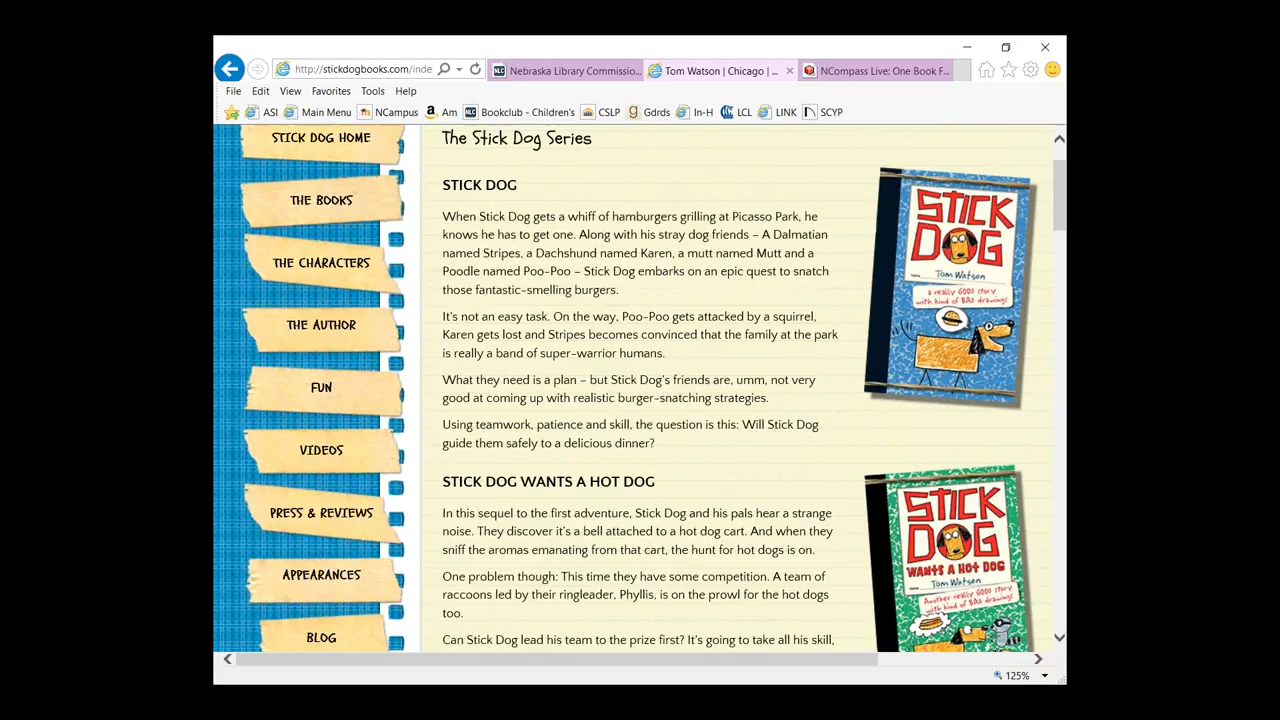 http://stickdogbooks.com/inde
Nebraska Library Commissio...
Tom Watson | Chicago | ...
NCompass Live: One Book F...
File Edit View Favorites Tools Help
ASI Main Menu NCampus Am Bookclub - Children's CSLP Gdrds In-H LCL LINK SCYP
STICK DOG HOME
THE BOOKS
THE CHARACTERS
THE AUTHOR
FUN
VIDEOS
PRESS & REVIEWS
APPEARANCES
BLOG
The Stick Dog Series
STICK DOG
When Stick Dog gets a whiff of hamburgers grilling at Picasso Park, he
knows he has to get one. Along with his stray dog friends – A Dalmatian
named Stripes, a Dachshund named Karen, a mutt named Mutt and a
Poodle named Poo-Poo – Stick Dog embarks on an epic quest to snatch
those fantastic-smelling burgers.
It's not an easy task. On the way, Poo-Poo gets attacked by a squirrel,
Karen gets lost and Stripes becomes convinced that the family at the park
is really a band of super-warrior humans.
What they need is a plan – but Stick Dog's friends are, umm, not very
good at coming up with realistic burger-snatching strategies.
Using teamwork, patience and skill, the question is this: Will Stick Dog
guide them safely to a delicious dinner?
STICK DOG WANTS A HOT DOG
In this sequel to the first adventure, Stick Dog and his pals hear a strange
noise. They discover it's a bell attached to a hot dog cart. And when they
sniff the aromas emanating from that cart, the hunt for hot dogs is on.
One problem though: This time they have some competition. A team of
raccoons led by their ringleader, Phyllis, is on the prowl for the hot dogs
too.
Can Stick Dog lead his team to the prize first? It's going to take all his skill,
STICK
DOG
Tom Watson
a really GOOD story
with kind of BAD drawings
STICK
DOG
WANTS A HOT DOG
Tom Watson
Another really GOOD story
with kind of BAD drawings
125%